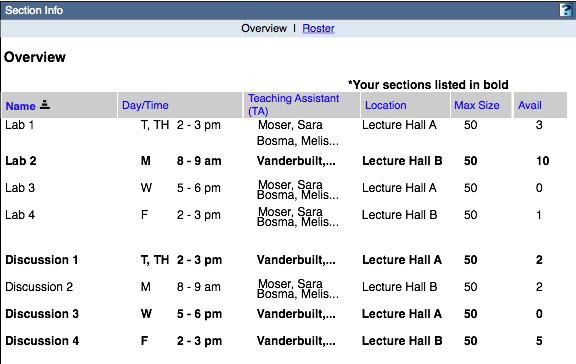 Section Info ?
Overview | Roster
Overview
*Your sections listed in bold
Name Day/Time Teaching Assistant (TA) Location Max Size Avail
Lab 1 T, TH 2 - 3 pm Moser, Sara Lecture Hall A 50 3
Bosma, Melis...
Lab 2 M 8 - 9 am Vanderbuilt,... Lecture Hall B 50 10
Lab 3 W 5 - 6 pm Moser, Sara Lecture Hall A 50 0
Bosma, Melis...
Lab 4 F 2 - 3 pm Moser, Sara Lecture Hall B 50 1
Bosma, Melis...
Discussion 1 T, TH 2 - 3 pm Vanderbuilt,... Lecture Hall A 50 2
Discussion 2 M 8 - 9 am Moser, Sara Lecture Hall B 50 2
Bosma, Melis...
Discussion 3 W 5 - 6 pm Vanderbuilt,... Lecture Hall A 50 0
Discussion 4 F 2 - 3 pm Vanderbuilt,... Lecture Hall B 50 5